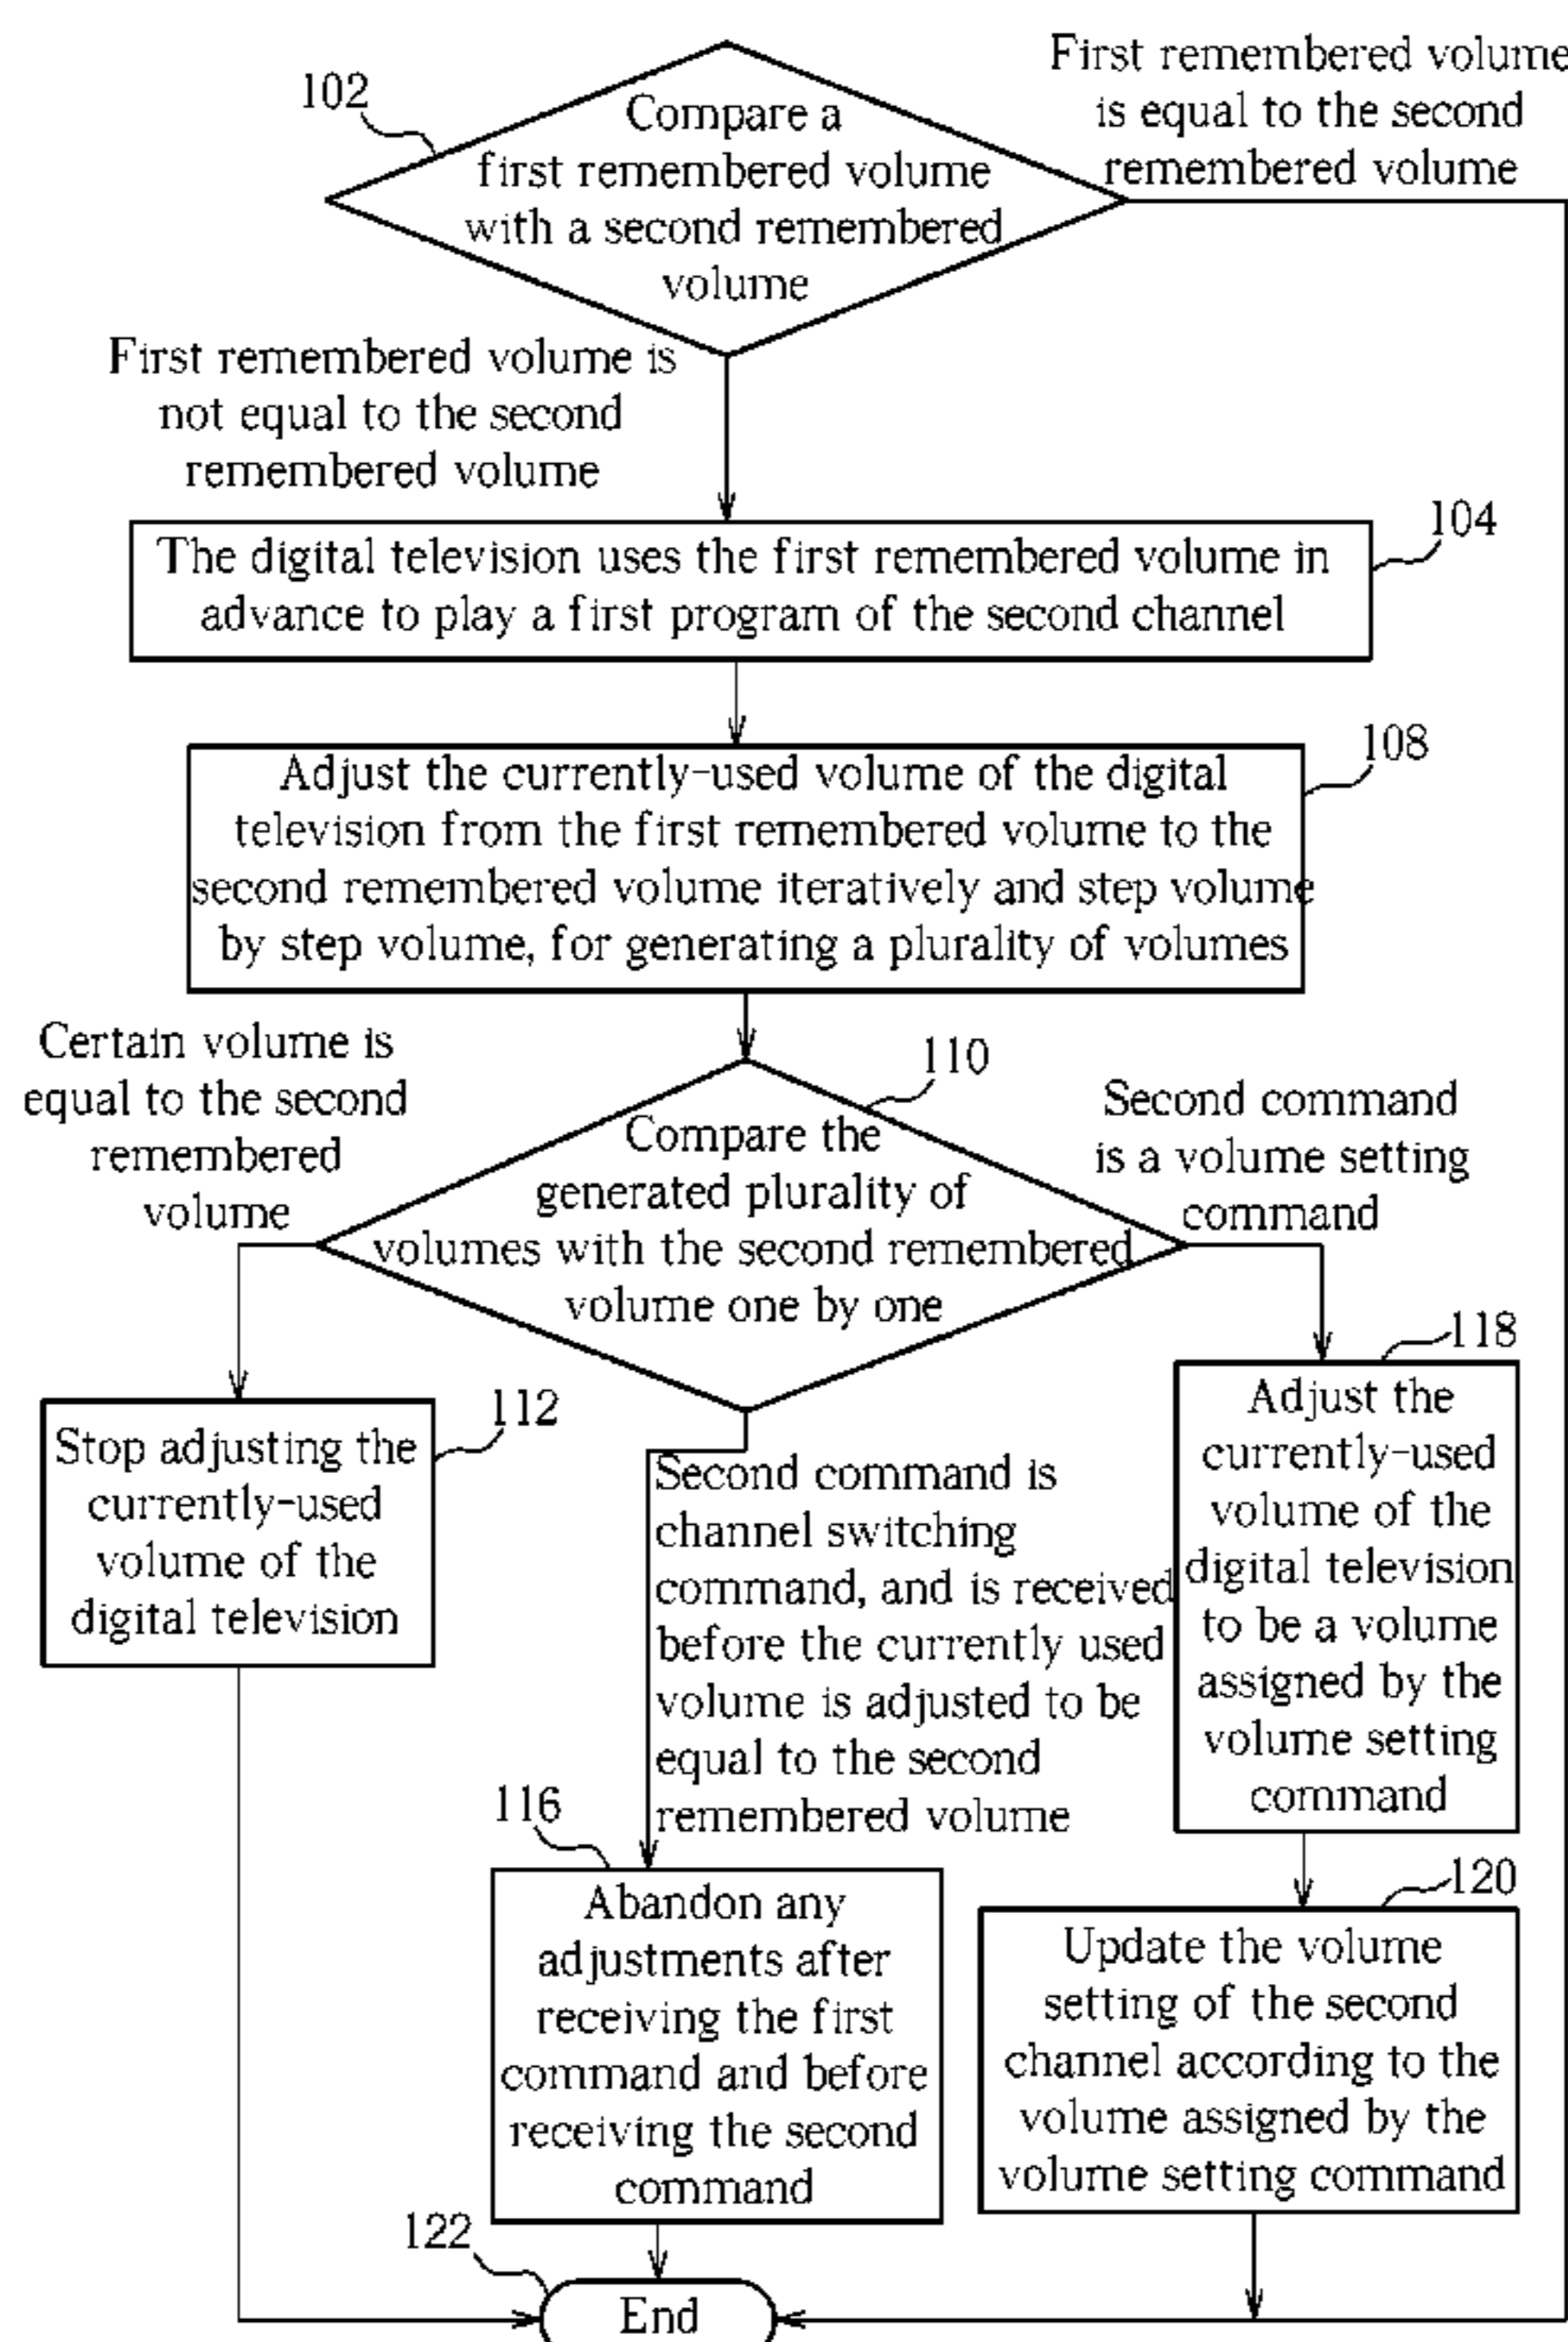 102
Compare a
first remembered volume
with a second remembered
volume
First remembered volume
is equal to the second
remembered volume
First remembered volume is
not equal to the second
remembered volume
104
The digital television uses the first remembered volume in
advance to play a first program of the second channel
108
Adjust the currently-used volume of the digital
television from the first remembered volume to the
second remembered volume iteratively and step volume
by step volume, for generating a plurality of volumes
Certain volume is
equal to the second
remembered
volume
110
Compare the
generated plurality of
volumes with the second remembered
volume one by one
Second command
is a volume setting
command
112
Stop adjusting the
currently-used
volume of the
digital television
Second command is
channel switching
command, and is received
before the currently used
volume is adjusted to be
equal to the second
remembered volume
118
Adjust the
currently-used
volume of the
digital television
to be a volume
assigned by the
volume setting
command
116
Abandon any
adjustments after
receiving the first
command and before
receiving the second
command
120
Update the volume
setting of the second
channel according to the
volume assigned by the
volume setting command
122
End